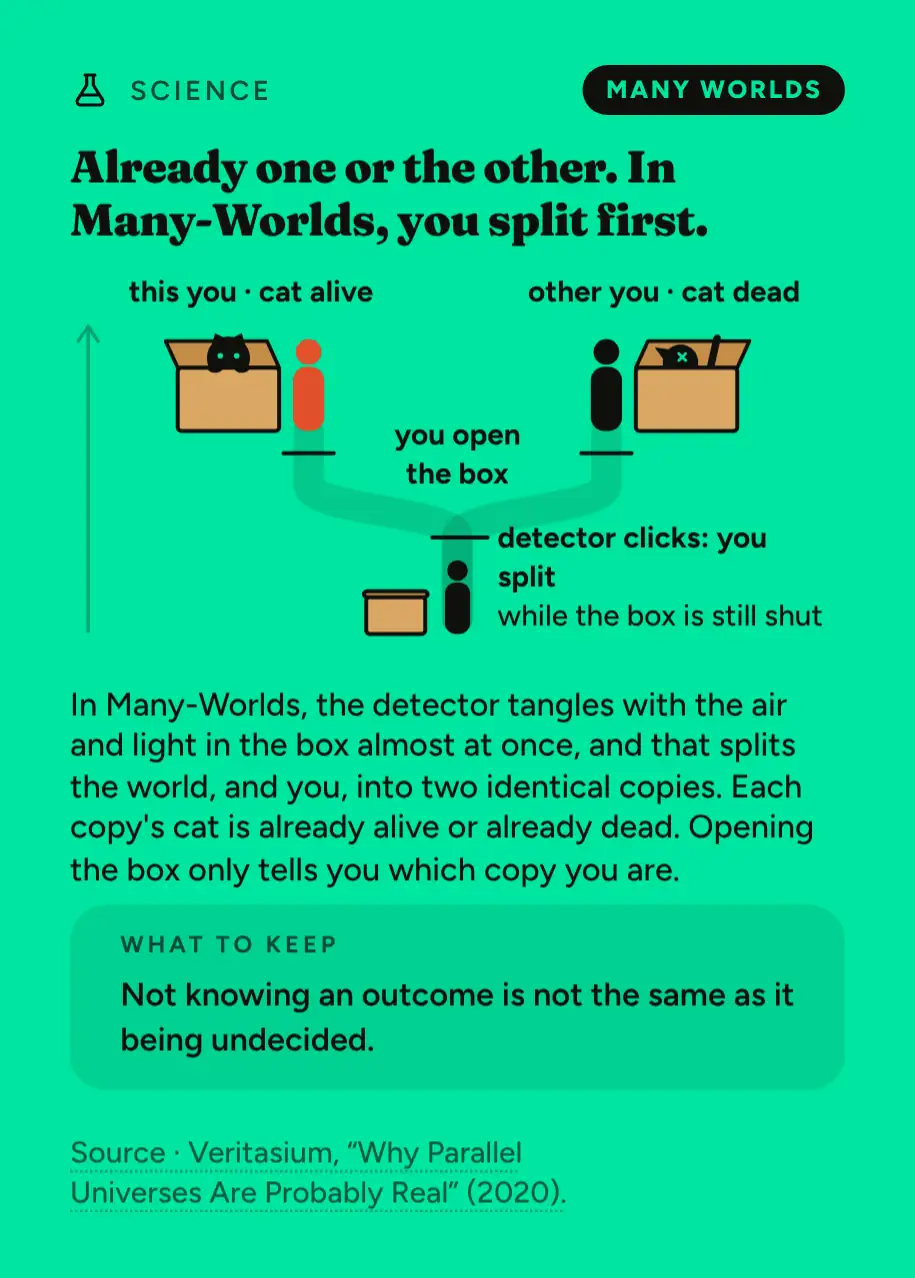 SCIENCE
MANY WORLDS
Already one or the other. In
Many-Worlds, you split first.
this you · cat alive
other you · cat dead
you open
the box
detector clicks: you
split
while the box is still shut
In Many-Worlds, the detector tangles with the air
and light in the box almost at once, and that splits
the world, and you, into two identical copies. Each
copy's cat is already alive or already dead. Opening
the box only tells you which copy you are.
WHAT TO KEEP
Not knowing an outcome is not the same as it
being undecided.
Source · Veritasium, “Why Parallel
Universes Are Probably Real” (2020).